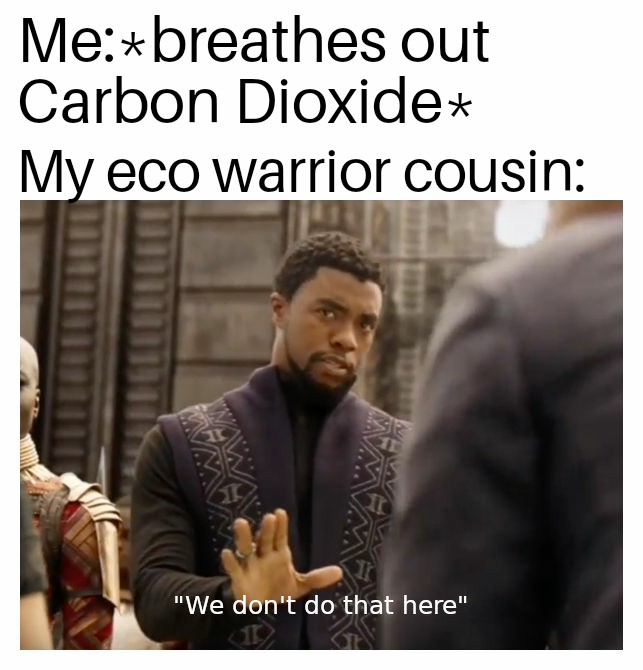 Me:*breathes out
Carbon Dioxide*
My eco warrior cousin:
"We don't do that here"